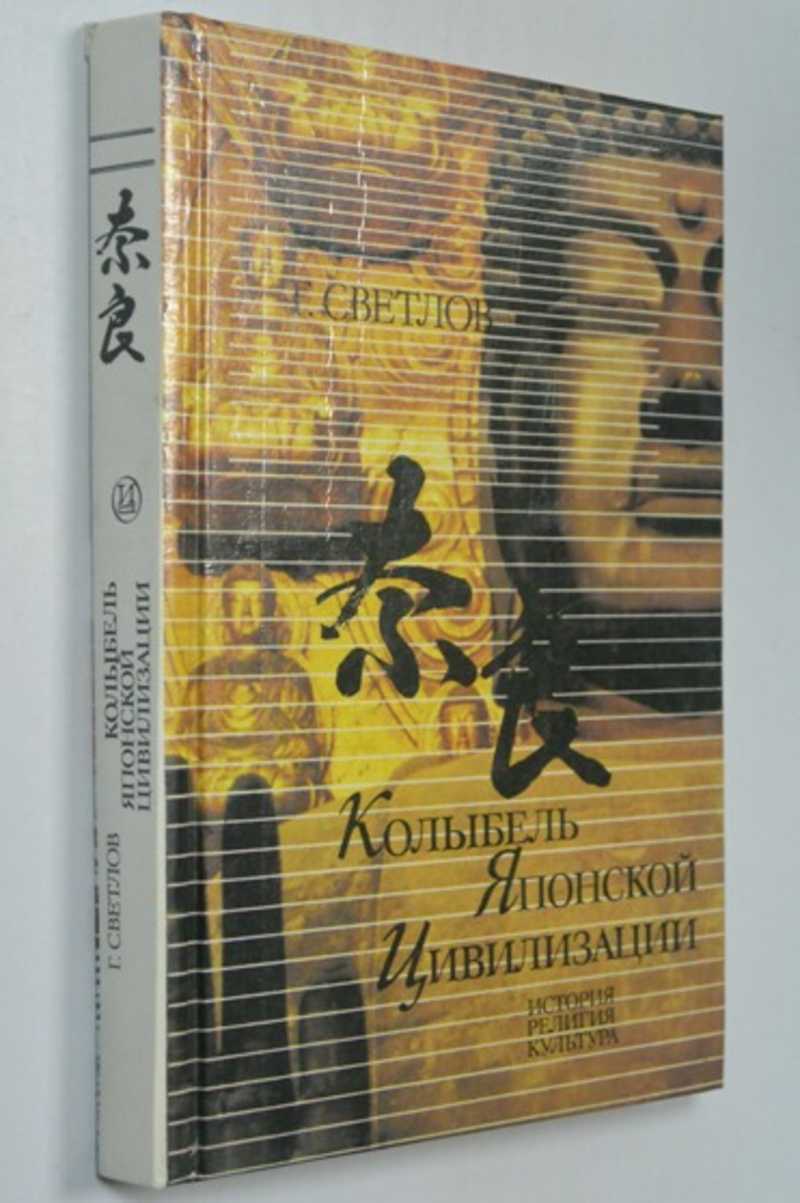 奈良
И
Г. СВЕТЛОВ
КОЛЫБЕЛЬ
ЯПОНСКОЙ
ЦИВИЛИЗАЦИИ
Г. СВЕТЛОВ
奈良
КОЛЫБЕЛЬ
ЯПОНСКОЙ
ЦИВИЛИЗАЦИИ
ИСТОРИЯ
РЕЛИГИЯ
КУЛЬТУРА